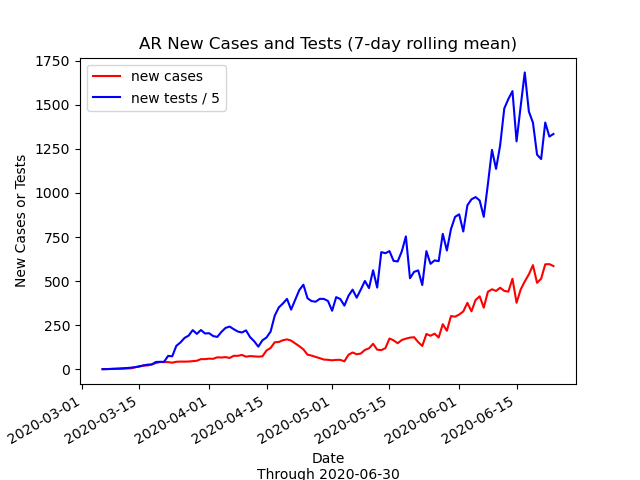 AR New Cases and Tests (7-day rolling mean)
new cases
new tests / 5
New Cases or Tests
1750
1500
1250
1000
750
500
250
0
2020-03-01
2020-03-15
2020-04-01
2020-04-15
2020-05-01
2020-05-15
2020-06-01
2020-06-15
Date
Through 2020-06-30